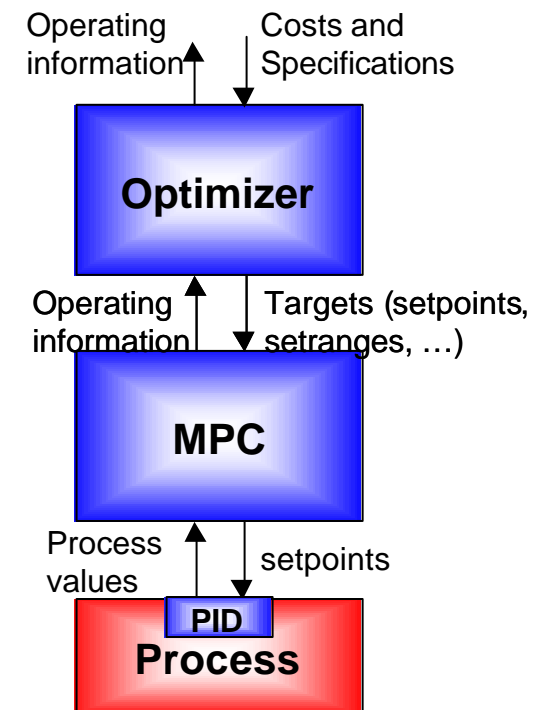 Operating
information
Costs and
Specifications
Optimizer
Operating
information
Targets (setpoints,
setranges, …)
MPC
Process
values
setpoints
PID
Process